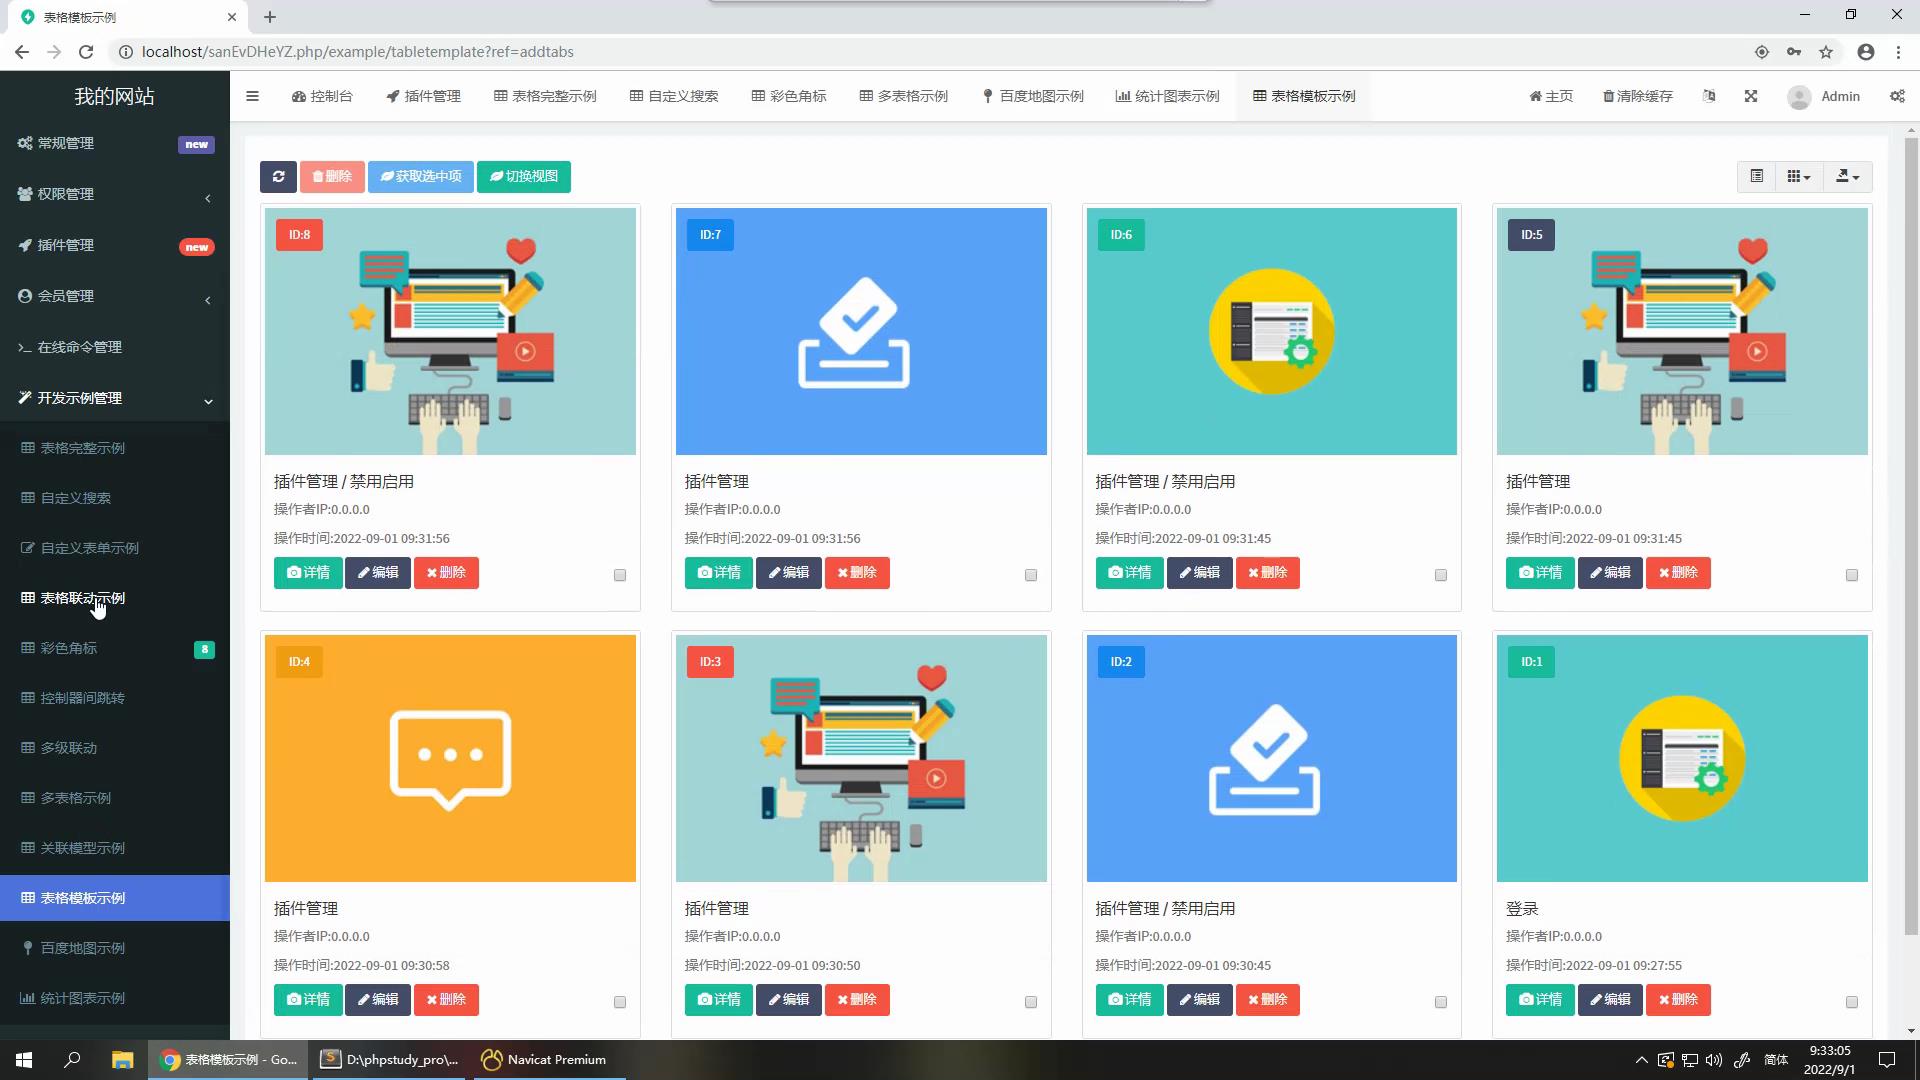 表格模板示例
localhost/sanEvDHeYZ.php/example/tabletemplate?ref=addtabs
我的网站
控制台
插件管理
表格完整示例
自定义搜索
彩色角标
多表格示例
百度地图示例
统计图表示例
表格模板示例
主页
清除缓存
Admin
常规管理 new
权限管理
插件管理 new
会员管理
在线命令管理
开发示例管理
表格完整示例
自定义搜索
自定义表单示例
表格联动示例
彩色角标 8
控制器间跳转
多级联动
多表格示例
关联模型示例
表格模板示例
百度地图示例
统计图表示例
删除
获取选中项
切换视图
ID:8
插件管理 / 禁用启用
操作者IP:0.0.0.0
操作时间:2022-09-01 09:31:56
详情 编辑 删除
ID:7
插件管理
操作者IP:0.0.0.0
操作时间:2022-09-01 09:31:56
详情 编辑 删除
ID:6
插件管理 / 禁用启用
操作者IP:0.0.0.0
操作时间:2022-09-01 09:31:45
详情 编辑 删除
ID:5
插件管理
操作者IP:0.0.0.0
操作时间:2022-09-01 09:31:45
详情 编辑 删除
ID:4
插件管理
操作者IP:0.0.0.0
操作时间:2022-09-01 09:30:58
详情 编辑 删除
ID:3
插件管理
操作者IP:0.0.0.0
操作时间:2022-09-01 09:30:50
详情 编辑 删除
ID:2
插件管理 / 禁用启用
操作者IP:0.0.0.0
操作时间:2022-09-01 09:30:45
详情 编辑 删除
ID:1
登录
操作者IP:0.0.0.0
操作时间:2022-09-01 09:27:55
详情 编辑 删除
表格模板示例 - Go...
D:\phpstudy_pro\...
Navicat Premium
简体
9:33:05
2022/9/1